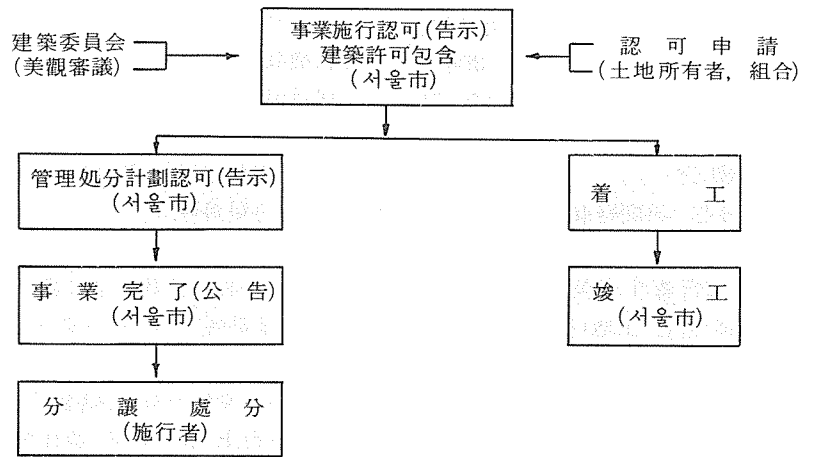 建築委員会
(美觀審議)
事業施行認可(告示)
建築許可包含
(서울市)
認可申請
(土地所有者, 組合)
管理処分計劃認可(告示)
(서울市)
着工
事業完了(公告)
(서울市)
竣工
(서울市)
分讓處分
(施行者)